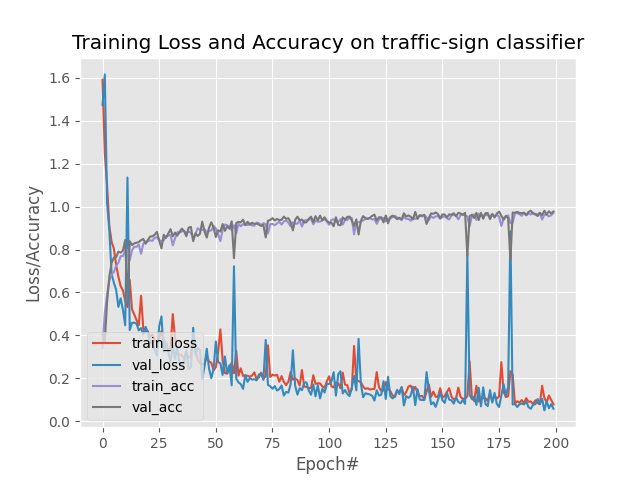 Training Loss and Accuracy on traffic-sign classifier
1.6
1.4
1.2
1.0
0.8
0.6
0.4
0.2
0.0
Loss/Accuracy
train_loss
val_loss
train_acc
val_acc
0 25 50 75 100 125 150 175 200
Epoch#